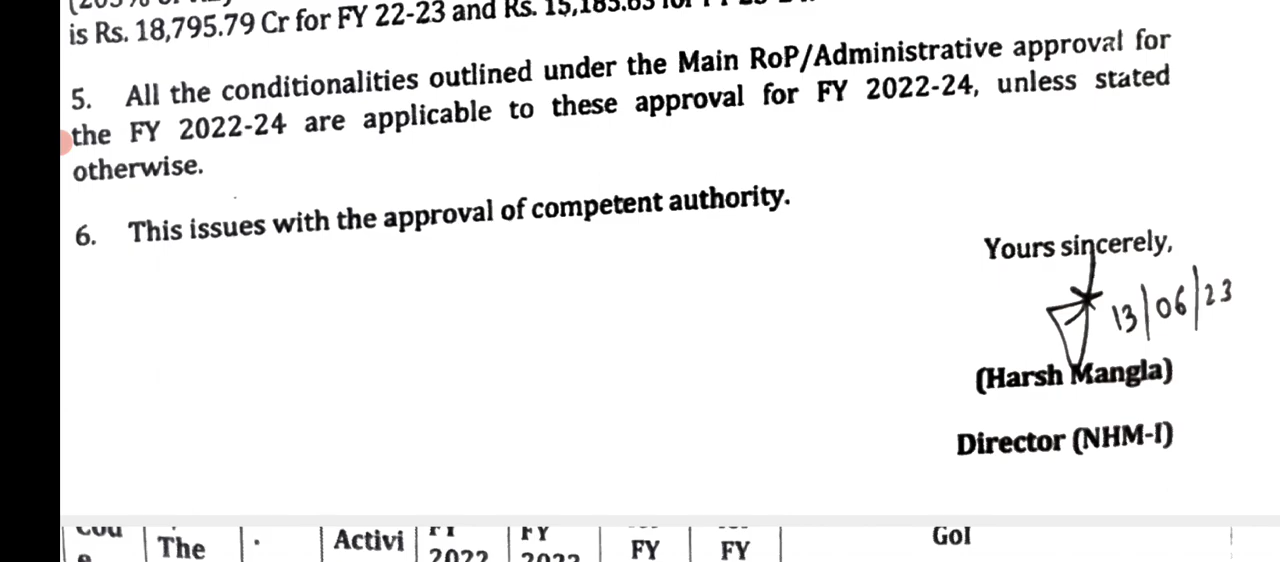 is Rs. 18,795.79 Cr for FY 22-23 and Rs.
5. All the conditionalities outlined under the Main RoP/Administrative approval for
the FY 2022-24 are applicable to these approval for FY 2022-24, unless stated
otherwise.
6. This issues with the approval of competent authority.
Yours sincerely,
13/06/23
(Harsh Mangla)
Director (NHM-I)
The Activi FY FY GoI